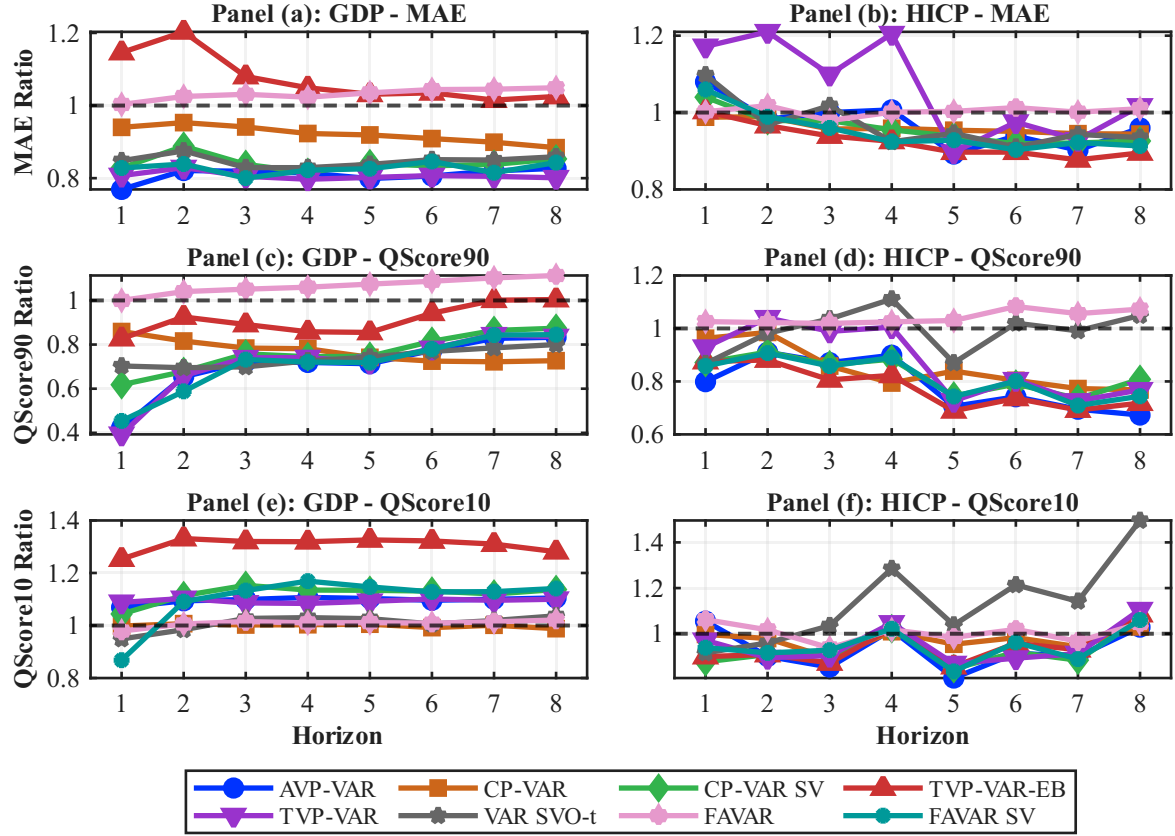 Panel (a): GDP - MAE
MAE Ratio
1.2
1
0.8
1 2 3 4 5 6 7 8
Panel (b): HICP - MAE
1.2
1
0.8
1 2 3 4 5 6 7 8
Panel (c): GDP - QScore90
QScore90 Ratio
1
0.8
0.6
0.4
1 2 3 4 5 6 7 8
Panel (d): HICP - QScore90
1.2
1
0.8
0.6
1 2 3 4 5 6 7 8
Panel (e): GDP - QScore10
QScore10 Ratio
1.4
1.2
1
0.8
1 2 3 4 5 6 7 8
Horizon
Panel (f): HICP - QScore10
1.4
1.2
1
1 2 3 4 5 6 7 8
Horizon
AVP-VAR CP-VAR CP-VAR SV TVP-VAR-EB
TVP-VAR VAR SVO-t FAVAR FAVAR SV